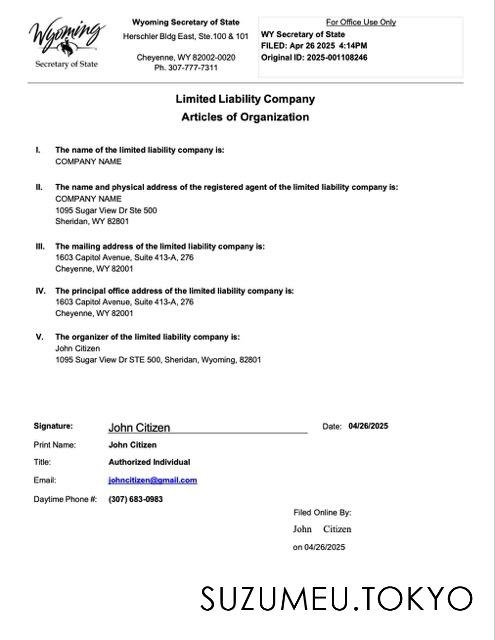 Wyoming
Secretary of State
Wyoming Secretary of State
Herschler Bldg East, Ste.100 & 101
Cheyenne, WY 82002-0020
Ph. 307-777-7311
For Office Use Only
WY Secretary of State
FILED: Apr 26 2025 4:14PM
Original ID: 2025-001108246
Limited Liability Company
Articles of Organization
I. The name of the limited liability company is:
COMPANY NAME
II. The name and physical address of the registered agent of the limited liability company is:
COMPANY NAME
1095 Sugar View Dr Ste 500
Sheridan, WY 82801
III. The mailing address of the limited liability company is:
1603 Capitol Avenue, Suite 413-A, 276
Cheyenne, WY 82001
IV. The principal office address of the limited liability company is:
1603 Capitol Avenue, Suite 413-A, 276
Cheyenne, WY 82001
V. The organizer of the limited liability company is:
John Citizen
1095 Sugar View Dr STE 500, Sheridan, Wyoming, 82801
Signature: John Citizen Date: 04/26/2025
Print Name: John Citizen
Title: Authorized Individual
Email: johncitizen@gmail.com
Daytime Phone #: (307) 683-0983
Filed Online By:
John Citizen
on 04/26/2025
SUZUMEU.TOKYO